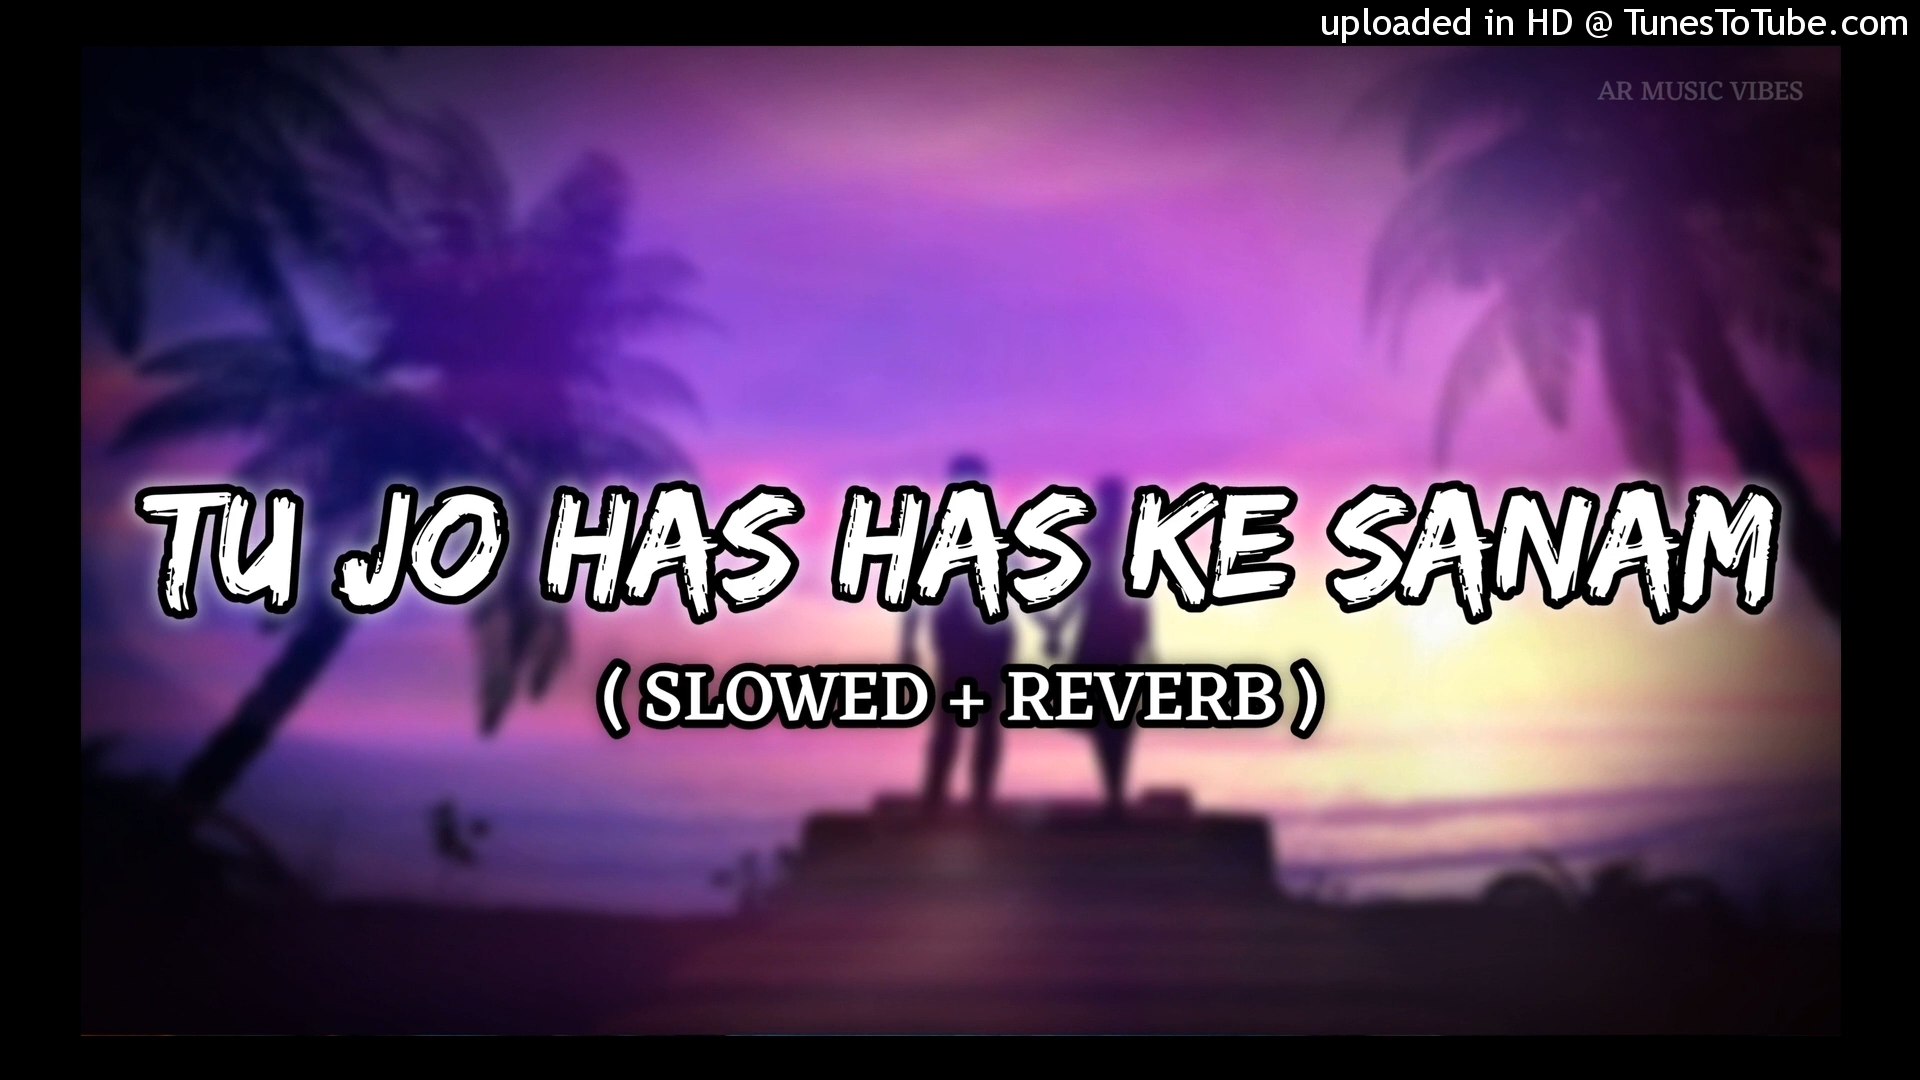 uploaded in HD @ TunesToTube.com
AR MUSIC VIBES
TU JO HAS HAS KE SANAM
( SLOWED + REVERB )